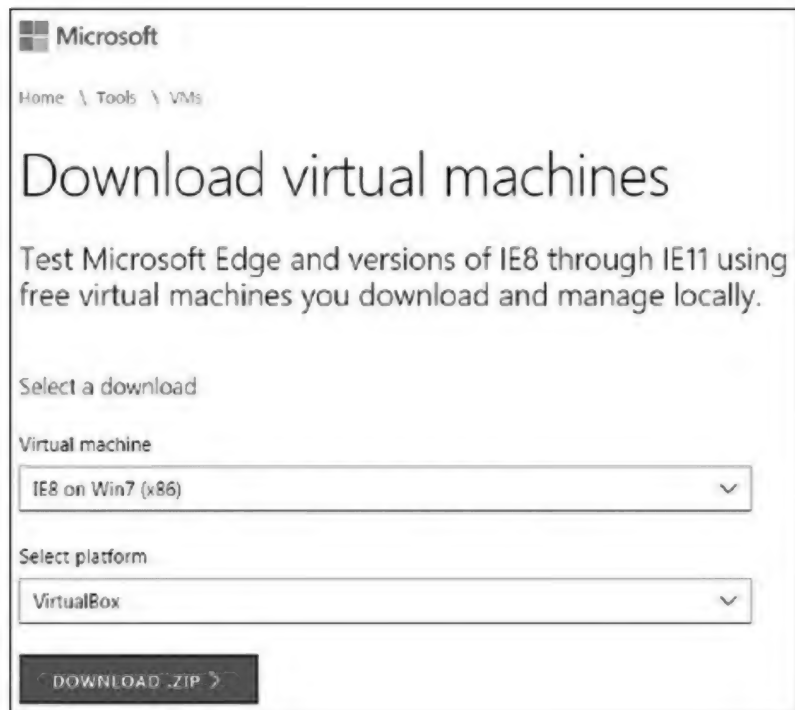 Microsoft
Home \ Tools \ VMs
Download virtual machines
Test Microsoft Edge and versions of IE8 through IE11 using
free virtual machines you download and manage locally.
Select a download
Virtual machine
IE8 on Win7 (x86)
Select platform
VirtualBox
DOWNLOAD .ZIP >